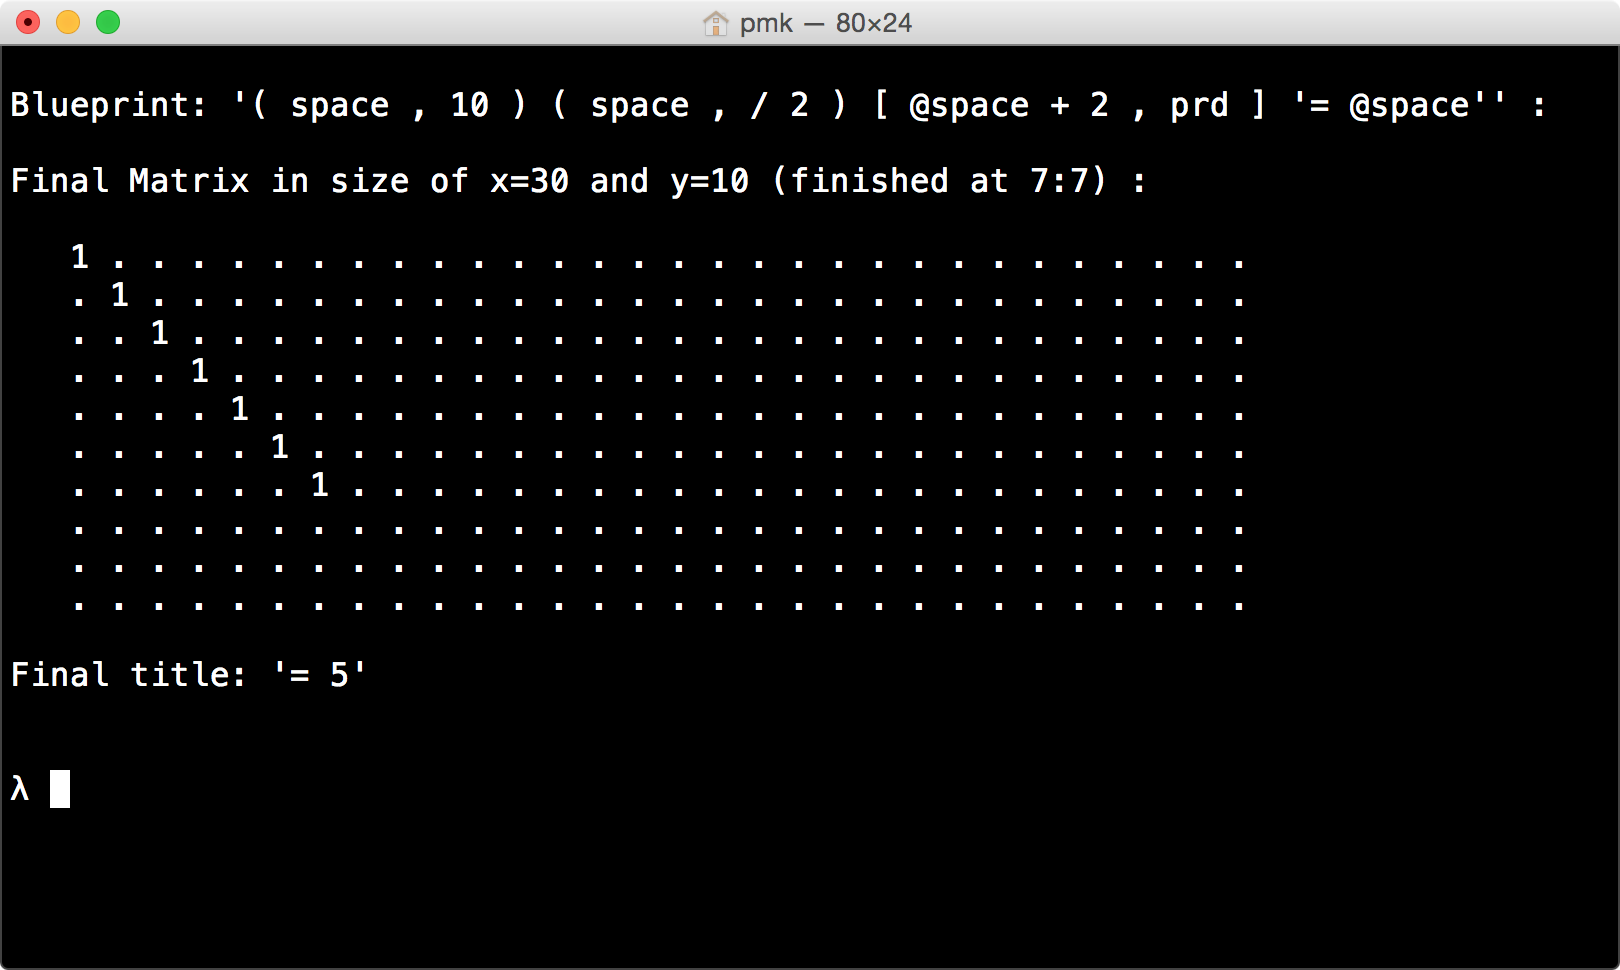 pmk — 80×24
Blueprint: '( space , 10 ) ( space , / 2 ) [ @space + 2 , prd ] '= @space'' :
Final Matrix in size of x=30 and y=10 (finished at 7:7) :
1 . . . . . . . . . . . . . . . . . . . . . . . . . . . . .
. 1 . . . . . . . . . . . . . . . . . . . . . . . . . . . .
. . 1 . . . . . . . . . . . . . . . . . . . . . . . . . . .
. . . 1 . . . . . . . . . . . . . . . . . . . . . . . . . .
. . . . 1 . . . . . . . . . . . . . . . . . . . . . . . . .
. . . . . 1 . . . . . . . . . . . . . . . . . . . . . . . .
. . . . . . 1 . . . . . . . . . . . . . . . . . . . . . . .
. . . . . . . . . . . . . . . . . . . . . . . . . . . . . .
. . . . . . . . . . . . . . . . . . . . . . . . . . . . . .
. . . . . . . . . . . . . . . . . . . . . . . . . . . . . .
Final title: '= 5'
λ